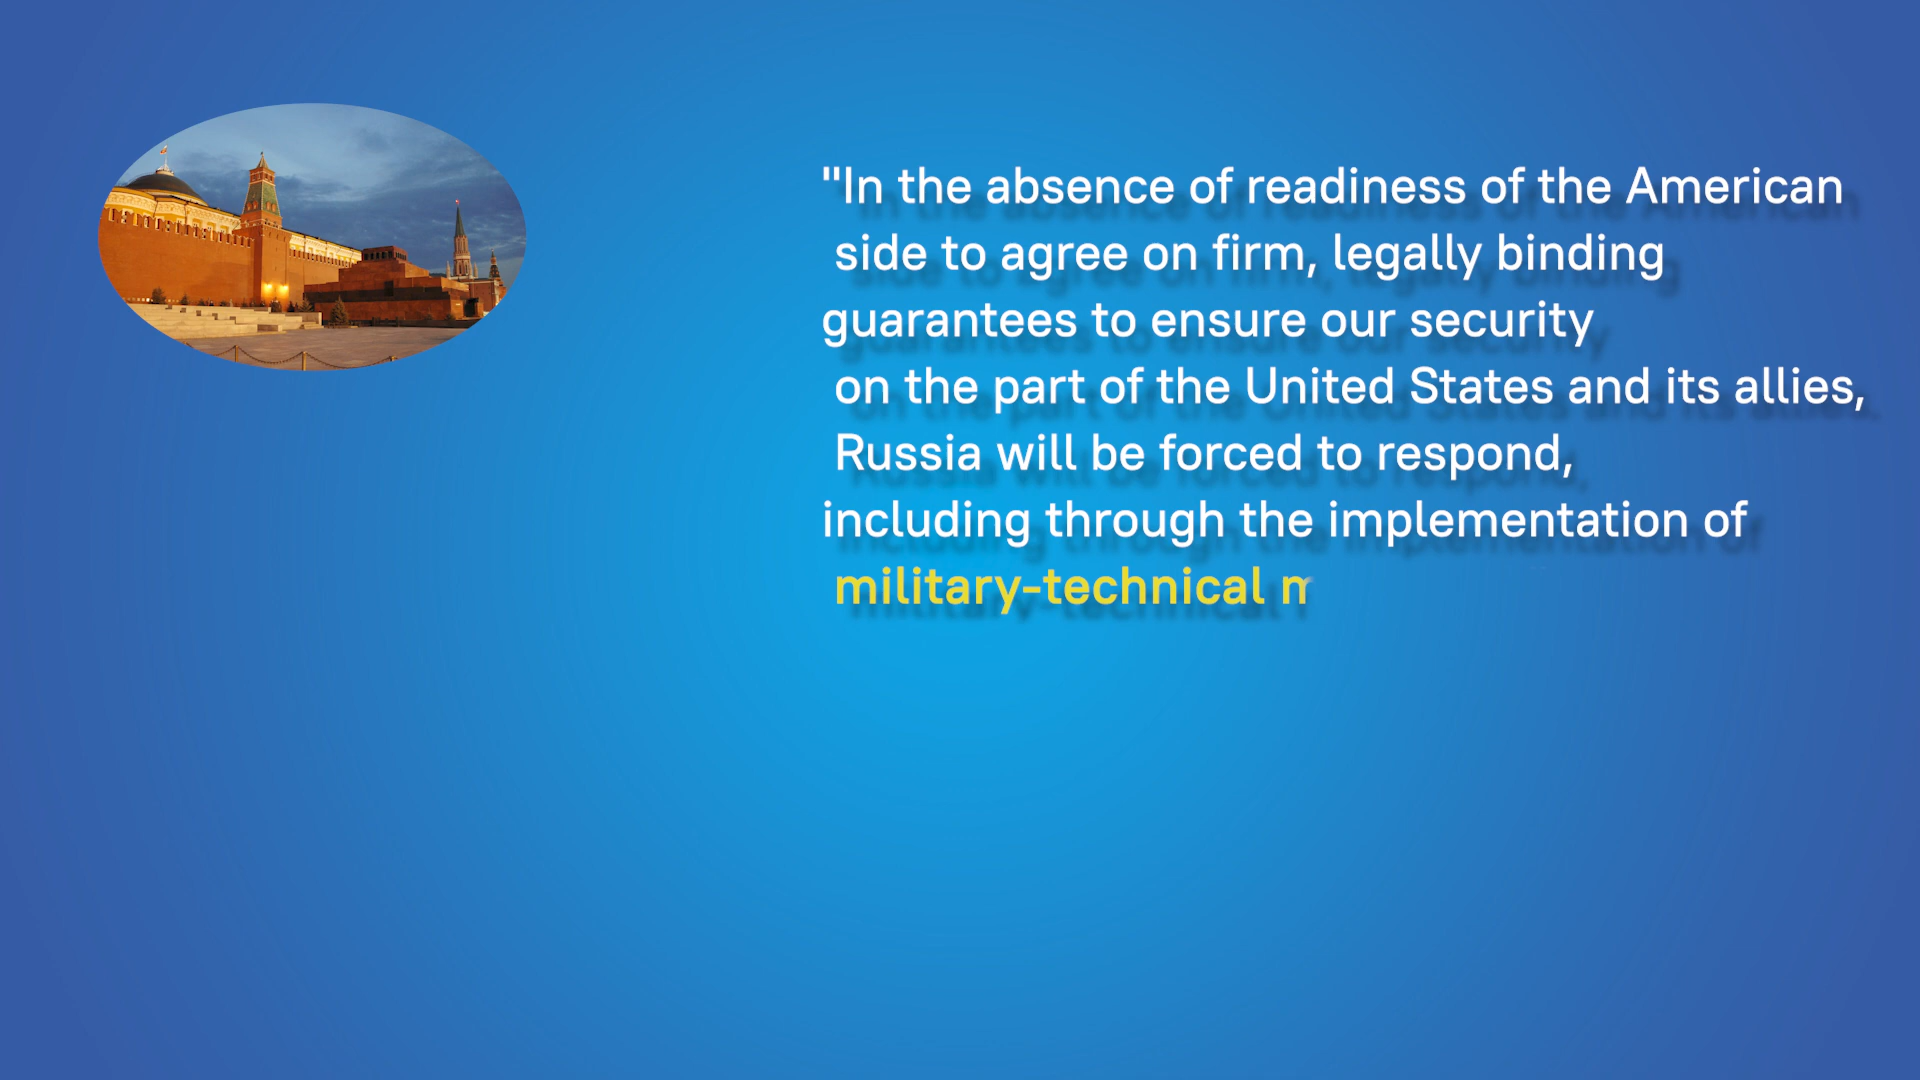 "In the absence of readiness of the American
side to agree on firm, legally binding
guarantees to ensure our security
on the part of the United States and its allies,
Russia will be forced to respond,
including through the implementation of
military-technical